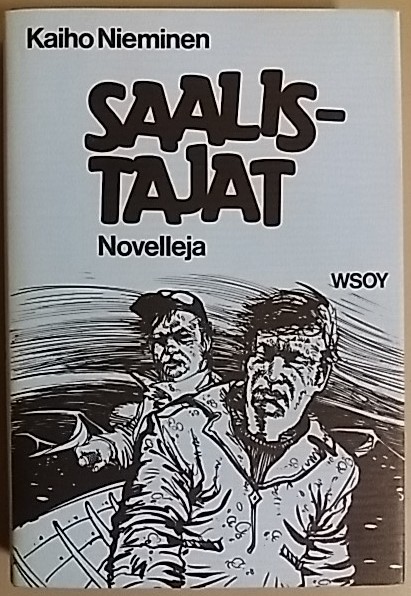 Kaiho Nieminen
SAALIS-
TAJAT
Novelleja
WSOY